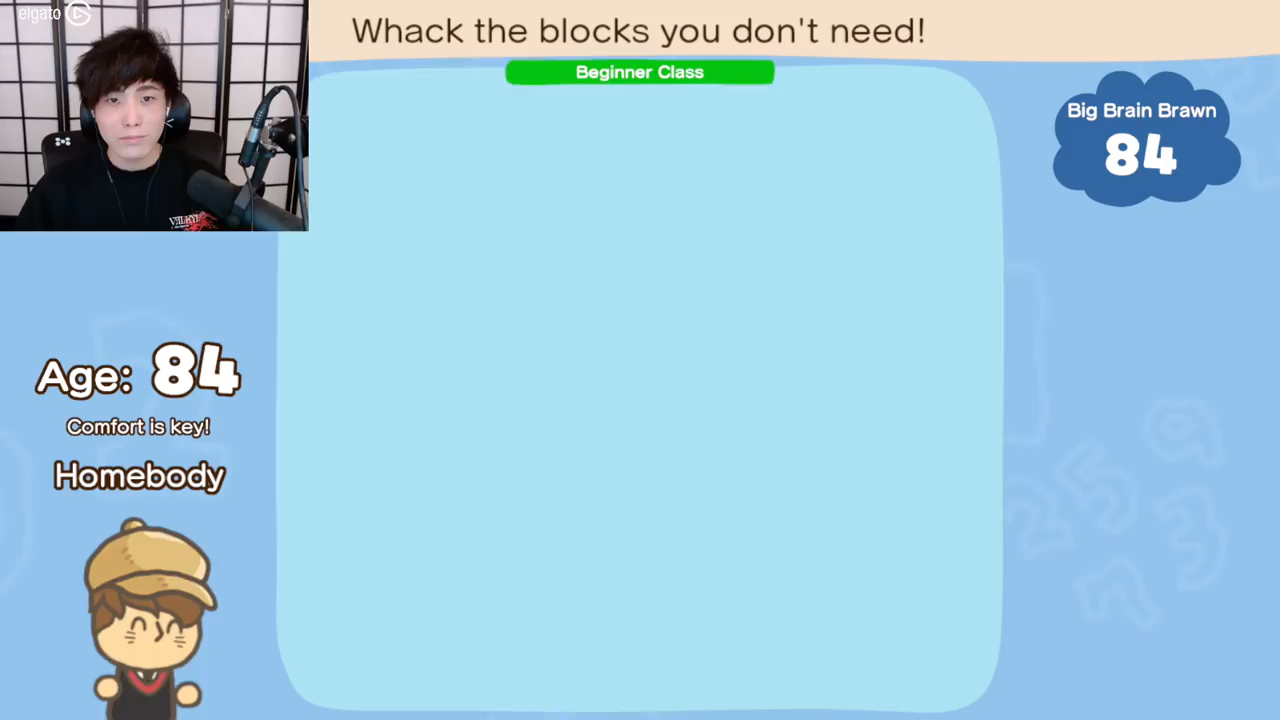 elgato
Whack the blocks you don't need!
Beginner Class
Big Brain Brawn
84
Age: 84
Comfort is key!
Homebody